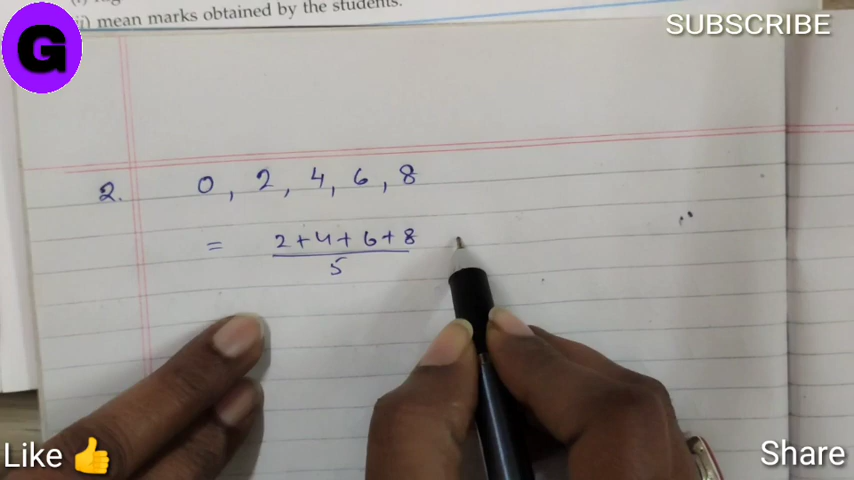 ii) mean marks obtained by the students.
SUBSCRIBE
G
2. 0, 2, 4, 6, 8
= 2+4+6+8
5
Like 👍
Share